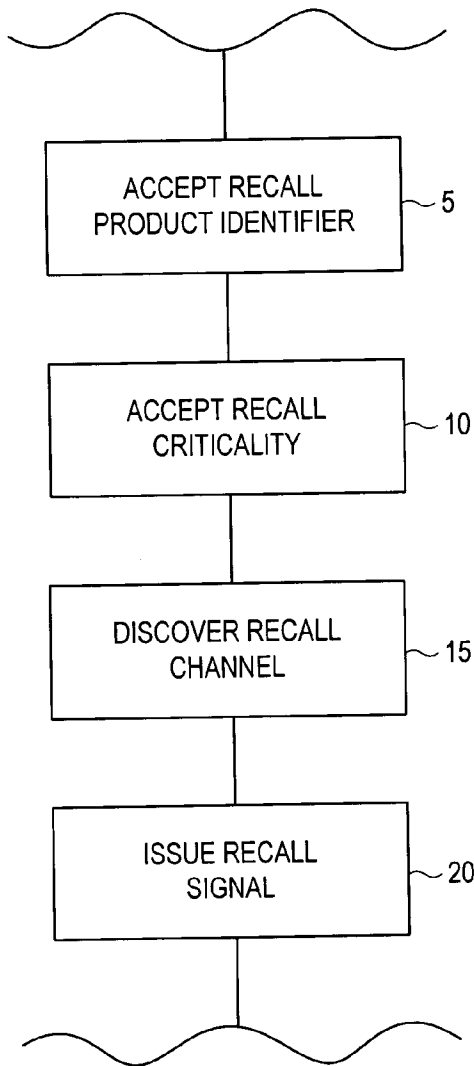 ACCEPT RECALL
PRODUCT IDENTIFIER
5
ACCEPT RECALL
CRITICALITY
10
DISCOVER RECALL
CHANNEL
15
ISSUE RECALL
SIGNAL
20